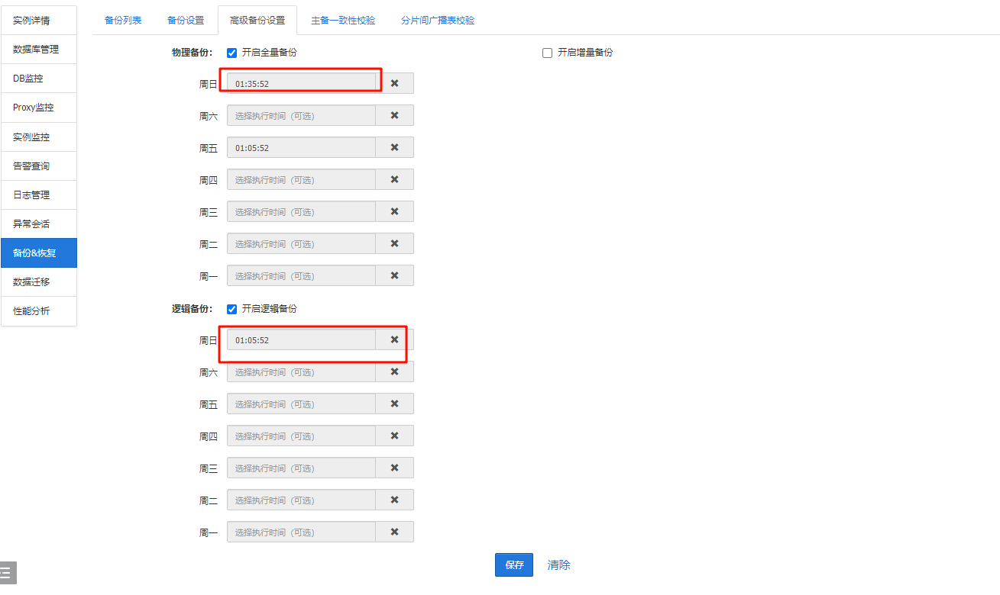 实例详情
数据库管理
DB监控
Proxy监控
实例监控
告警查询
日志管理
异常会话
备份&恢复
数据迁移
性能分析
备份列表 备份设置 高级备份设置 主备一致性校验 分片间广播表校验
物理备份: 开启全量备份 开启增量备份
周日 01:35:52
周六 选择执行时间 (可选)
周五 01:05:52
周四 选择执行时间 (可选)
周三 选择执行时间 (可选)
周二 选择执行时间 (可选)
周一 选择执行时间 (可选)
逻辑备份: 开启逻辑备份
周日 01:05:52
周六 选择执行时间 (可选)
周五 选择执行时间 (可选)
周四 选择执行时间 (可选)
周三 选择执行时间 (可选)
周二 选择执行时间 (可选)
周一 选择执行时间 (可选)
保存 清除